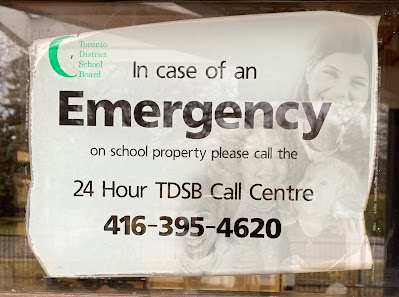 Toronto
District
School
Board
In case of an
Emergency
on school property please call the
24 Hour TDSB Call Centre
416-395-4620